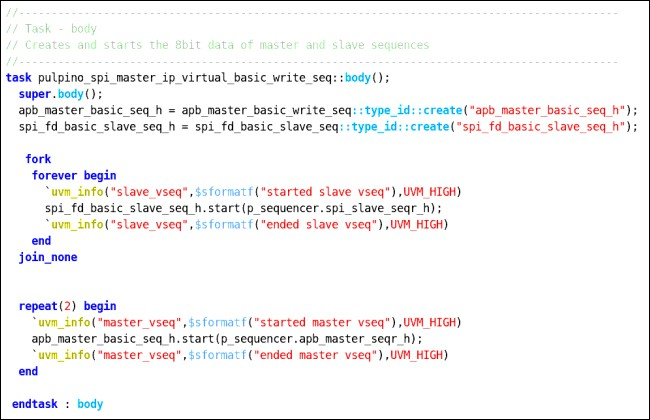 //--------------------------------------------------------------------------------------------
// Task - body
// Creates and starts the 8bit data of master and slave sequences
//--------------------------------------------------------------------------------------------
task pulpino_spi_master_ip_virtual_basic_write_seq::body();
  super.body();
  apb_master_basic_seq_h = apb_master_basic_write_seq::type_id::create("apb_master_basic_seq_h");
  spi_fd_basic_slave_seq_h = spi_fd_basic_slave_seq::type_id::create("spi_fd_basic_slave_seq_h");
   fork
    forever begin
      `uvm_info("slave_vseq",$sformatf("started slave vseq"),UVM_HIGH)
      spi_fd_basic_slave_seq_h.start(p_sequencer.spi_slave_seqr_h);
      `uvm_info("slave_vseq",$sformatf("ended slave vseq"),UVM_HIGH)
    end
  join_none
  repeat(2) begin
    `uvm_info("master_vseq",$sformatf("started master vseq"),UVM_HIGH)
    apb_master_basic_seq_h.start(p_sequencer.apb_master_seqr_h);
    `uvm_info("master_vseq",$sformatf("ended master vseq"),UVM_HIGH)
  end
 endtask : body